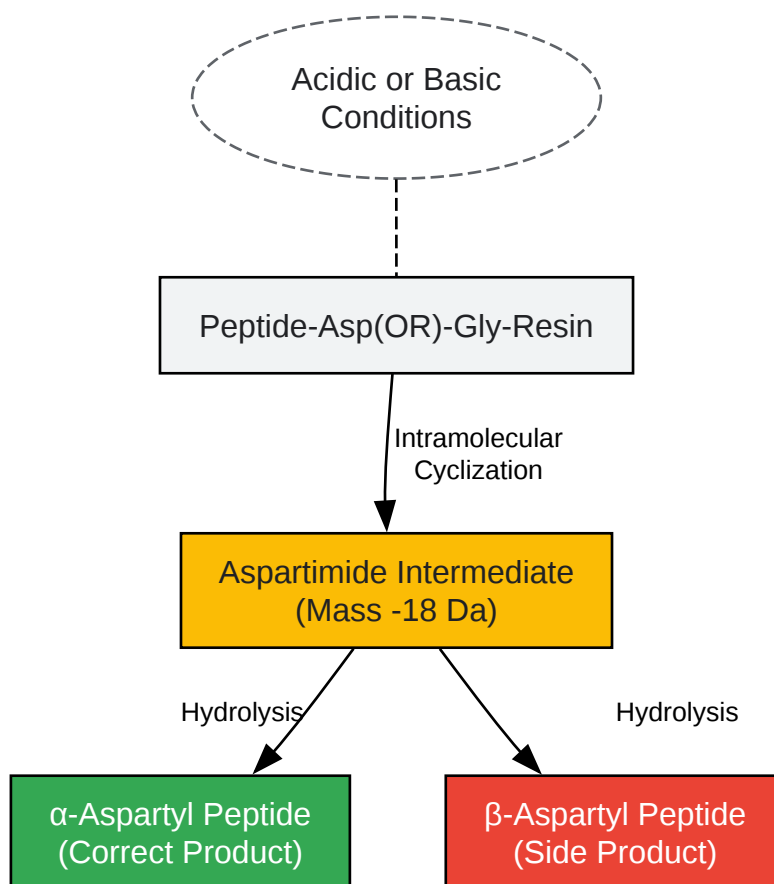 Acidic or Basic
Conditions
Peptide-Asp(OR)-Gly-Resin
Intramolecular
Cyclization
Aspartimide Intermediate
(Mass -18 Da)
Hydrolysis
Hydrolysis
α-Aspartyl Peptide
(Correct Product)
β-Aspartyl Peptide
(Side Product)